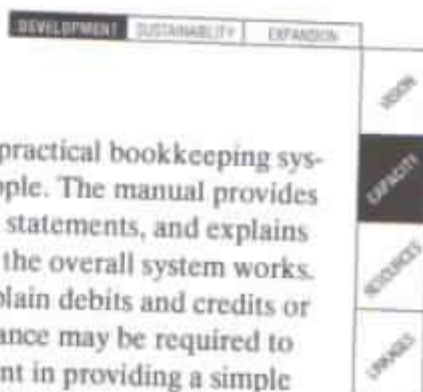 DEVELOPMENT SUSTAINABILITY EXPANSION
VISION
practical bookkeeping sys-
ople. The manual provides
CAPACITY
statements, and explains
the overall system works.
RESOURCES
plain debits and credits or
ance may be required to
LINKAGES
nt in providing a simple